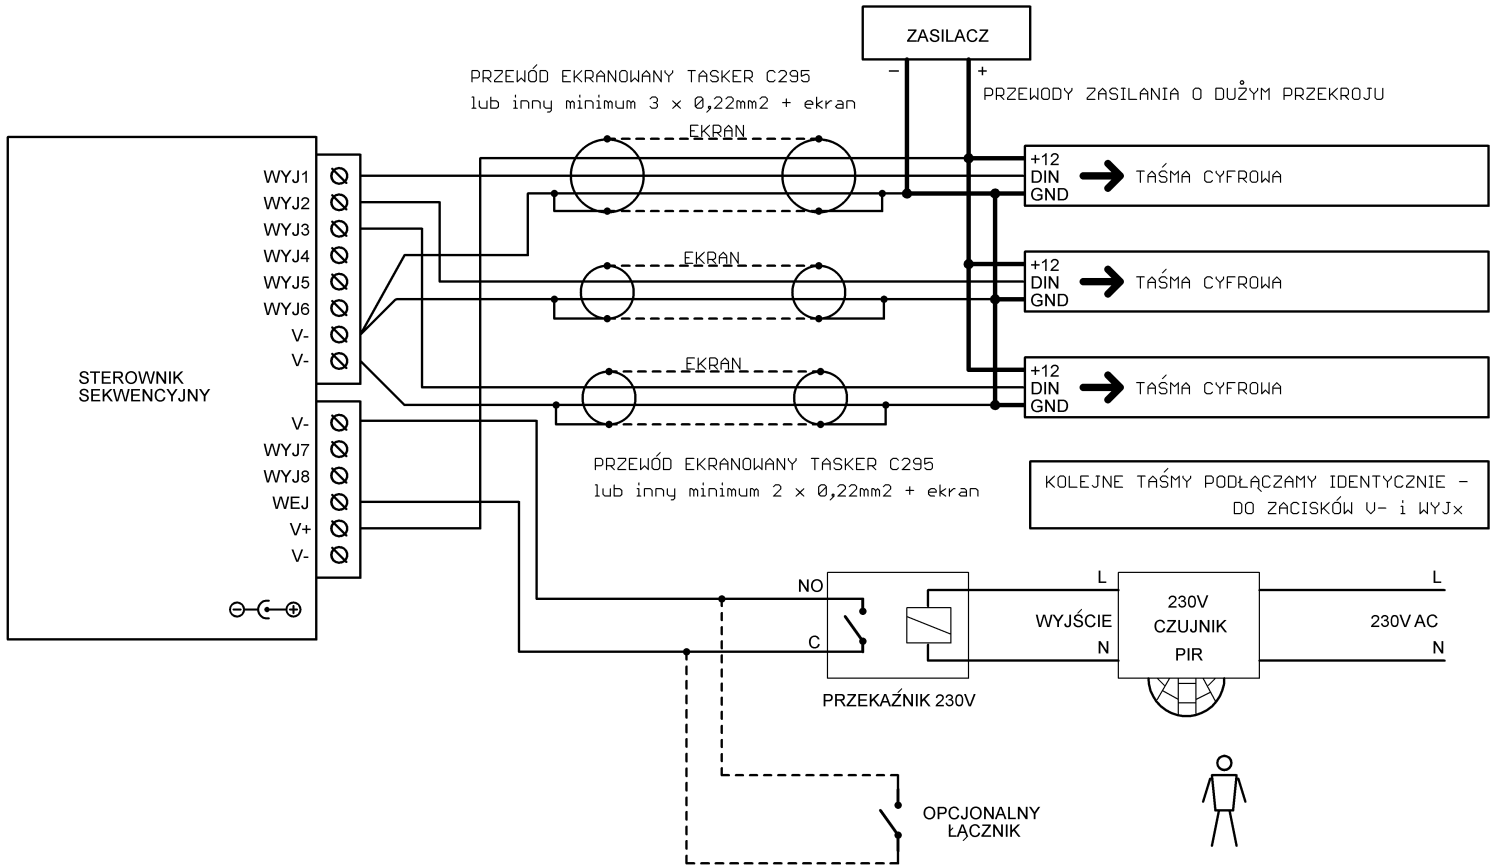 ZASILACZ
− +
PRZEWÓD EKRANOWANY TASKER C295
lub inny minimum 3 x 0,22mm2 + ekran
PRZEWODY ZASILANIA O DUŻYM PRZEKROJU
EKRAN
WYJ1
WYJ2
WYJ3
WYJ4
WYJ5
WYJ6
V-
V-
STEROWNIK
SEKWENCYJNY
V-
WYJ7
WYJ8
WEJ
V+
V-
+12
DIN
GND
TAŚMA CYFROWA
EKRAN
+12
DIN
GND
TAŚMA CYFROWA
EKRAN
+12
DIN
GND
TAŚMA CYFROWA
PRZEWÓD EKRANOWANY TASKER C295
lub inny minimum 2 x 0,22mm2 + ekran
KOLEJNE TAŚMY PODŁĄCZAMY IDENTYCZNIE -
DO ZACISKÓW V- i WYJx
NO
C
PRZEKAŹNIK 230V
L
WYJŚCIE
N
230V
CZUJNIK
PIR
L
230V AC
N
OPCJONALNY
ŁĄCZNIK